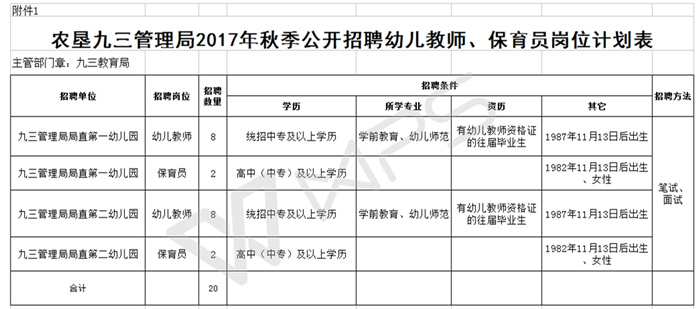 附件1
农垦九三管理局2017年秋季公开招聘幼儿教师、保育员岗位计划表
主管部门章：九三教育局
招聘单位 招聘岗位 招聘数量 招聘条件 招聘方法
学历 所学专业 资历 其它
九三管理局局直第一幼儿园 幼儿教师 8 统招中专及以上学历 学前教育、幼儿师范 有幼儿教师资格证的往届毕业生 1987年11月13日后出生 笔试、面试
九三管理局局直第一幼儿园 保育员 2 高中（中专）及以上学历 1982年11月13日后出生、女性
九三管理局局直第二幼儿园 幼儿教师 8 统招中专及以上学历 学前教育、幼儿师范 有幼儿教师资格证的往届毕业生 1987年11月13日后出生
九三管理局局直第二幼儿园 保育员 2 高中（中专）及以上学历 1982年11月13日后出生、女性
合计 20
WPS